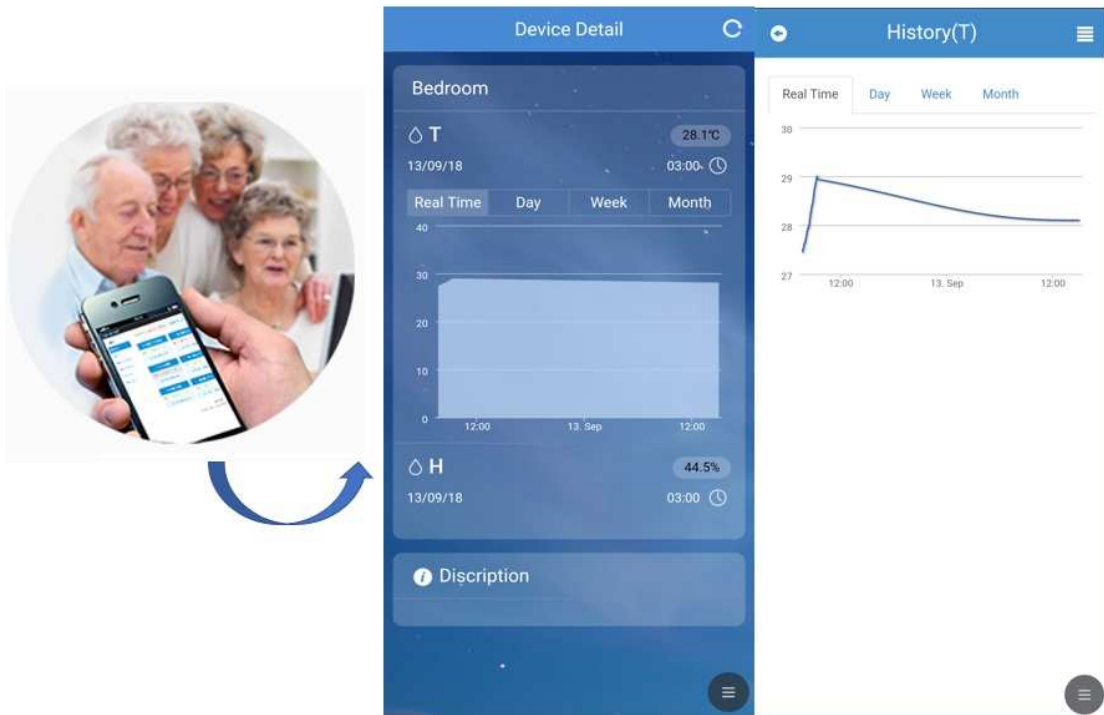 Device Detail
Bedroom
T 28.1℃
13/09/18 03:00
Real Time Day Week Month
40
30
20
10
0
12:00 13. Sep 12:00
H 44.5%
13/09/18 03:00
Discription
History(T)
Real Time Day Week Month
30
29
28
27
12:00 13. Sep 12:00